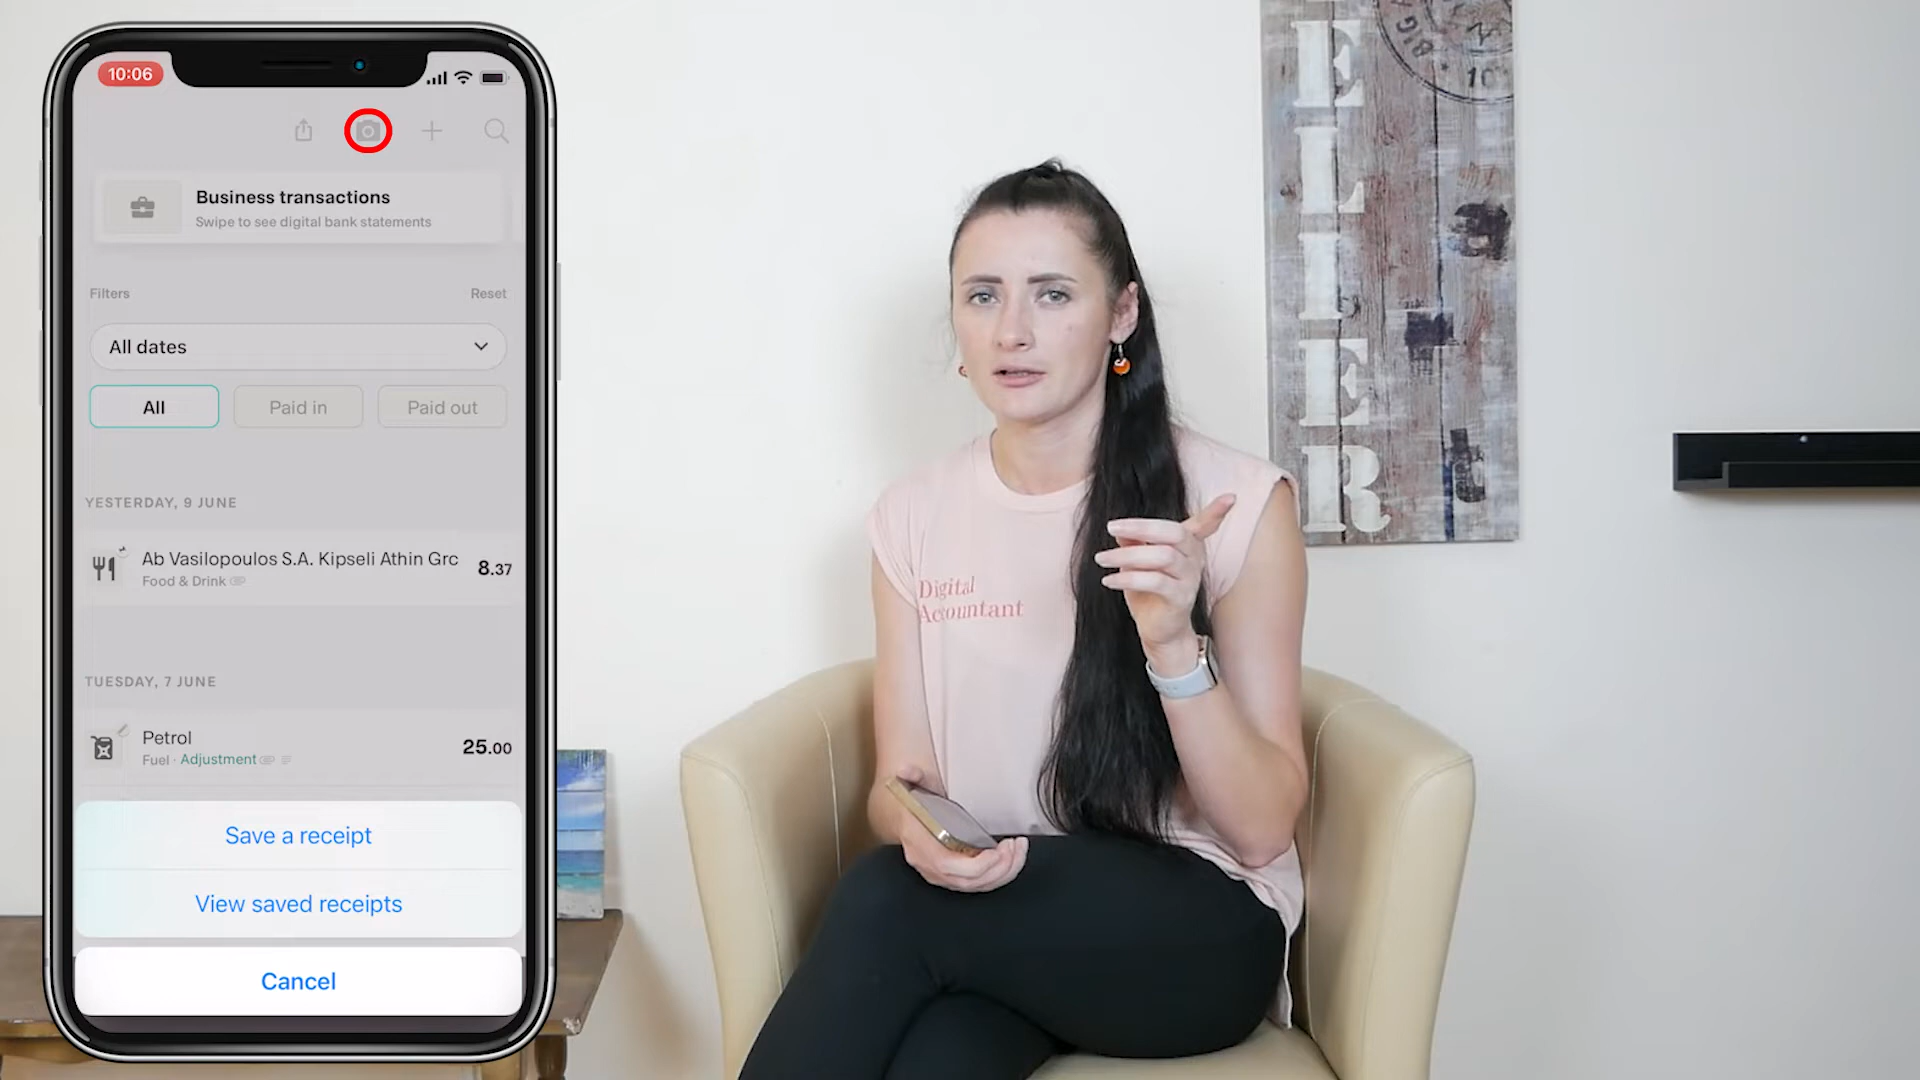 10:06
Business transactions
Swipe to see digital bank statements
Filters
Reset
All dates
All
Paid in
Paid out
YESTERDAY, 9 JUNE
Ab Vasilopoulos S.A. Kipseli Athin Grc
8.37
Food & Drink
TUESDAY, 7 JUNE
Petrol
25.00
Fuel · Adjustment
Save a receipt
View saved receipts
Cancel
Digital
Accountant
ELIER
BIG